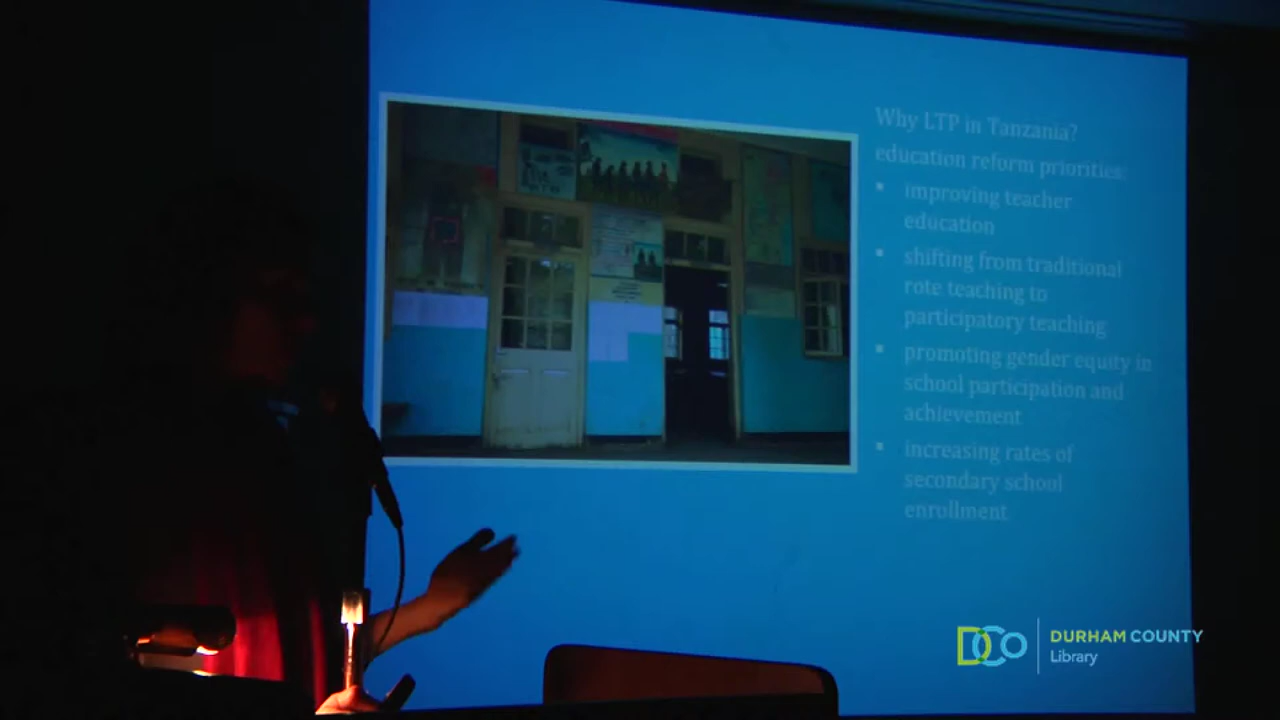 Why LTP in Tanzania?
education reform priorities:
▪ improving teacher
education
▪ shifting from traditional
rote teaching to
participatory teaching
▪ promoting gender equity in
school participation and
achievement
▪ increasing rates of
secondary school
enrollment
DCo
DURHAM COUNTY
Library